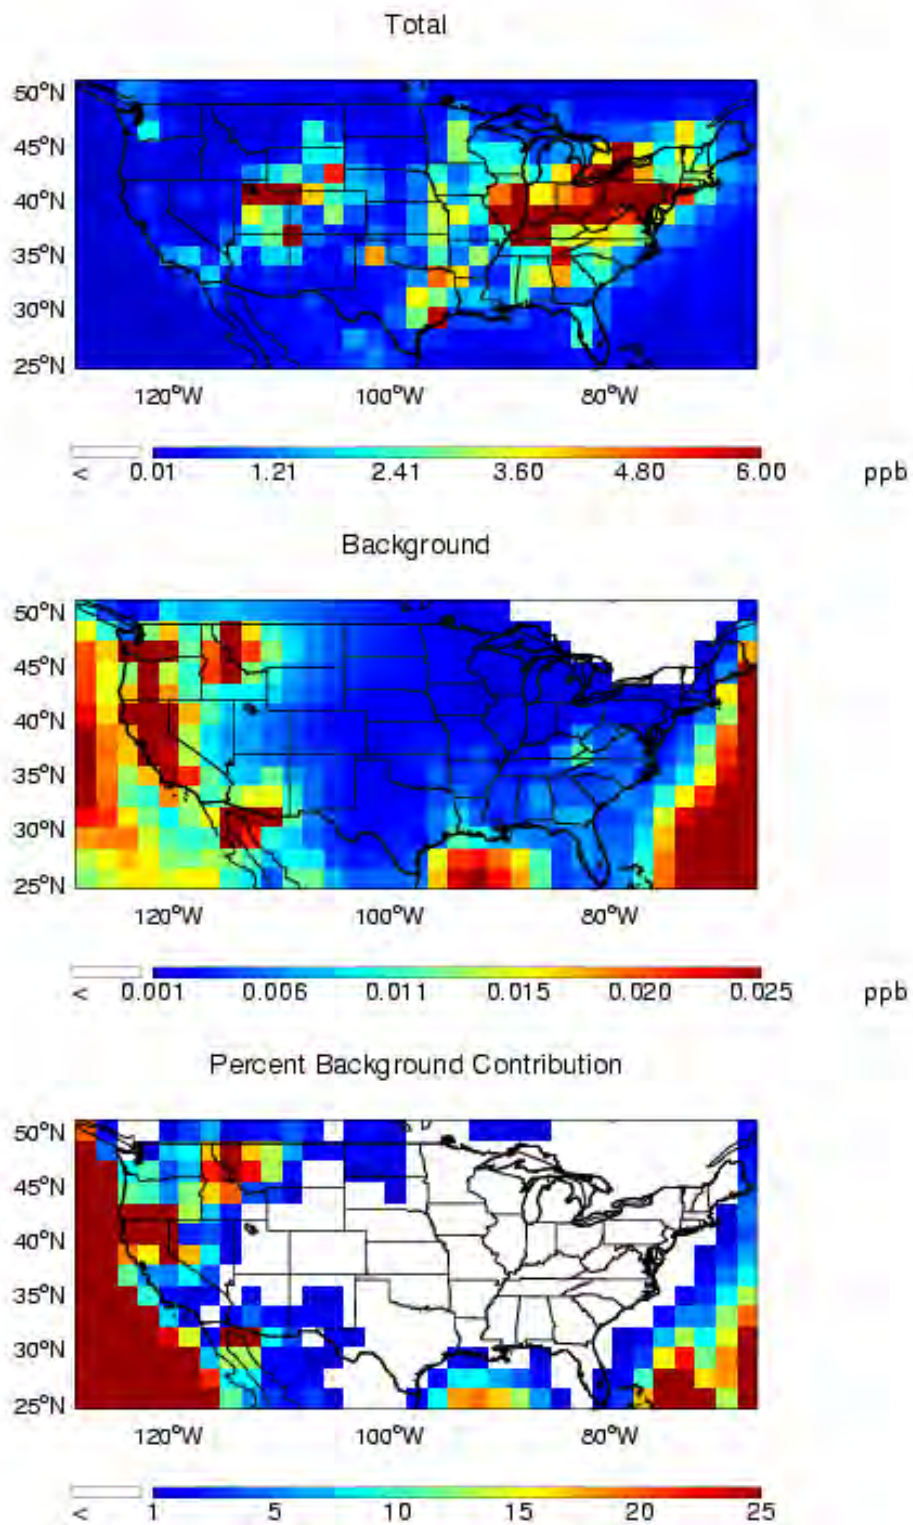 Total
50°N
45°N
40°N
35°N
30°N
25°N
120°W 100°W 80°W
< 0.01 1.21 2.41 3.60 4.80 6.00 ppb
Background
50°N
45°N
40°N
35°N
30°N
25°N
120°W 100°W 80°W
< 0.001 0.006 0.011 0.015 0.020 0.025 ppb
Percent Background Contribution
50°N
45°N
40°N
35°N
30°N
25°N
120°W 100°W 80°W
< 1 5 10 15 20 25